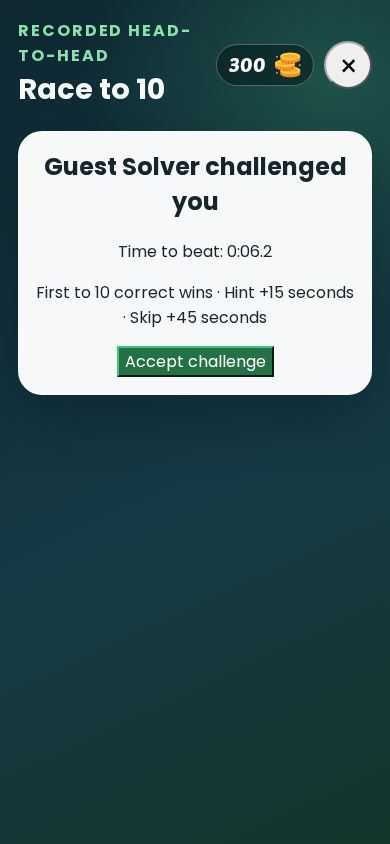 RECORDED HEAD-
TO-HEAD
Race to 10
300
×
Guest Solver challenged
you
Time to beat: 0:06.2
First to 10 correct wins · Hint +15 seconds
· Skip +45 seconds
Accept challenge